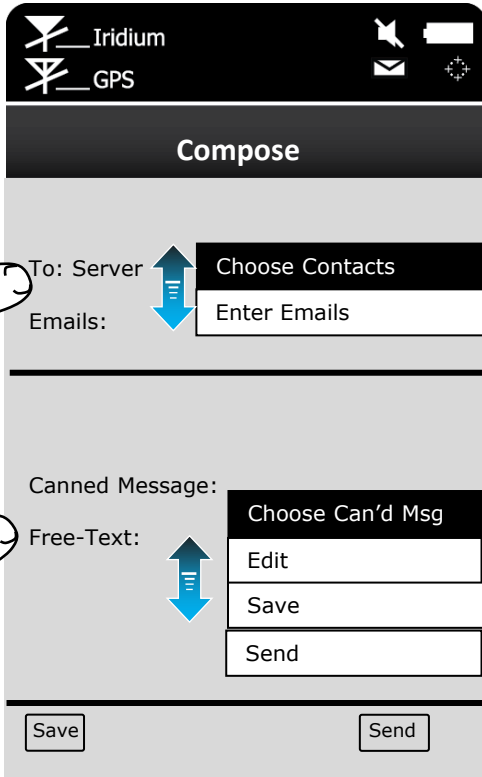 Iridium
GPS
Compose
To: Server
Choose Contacts
Emails:
Enter Emails
Canned Message:
Choose Can’d Msg
Free-Text:
Edit
Save
Send
Save
Send